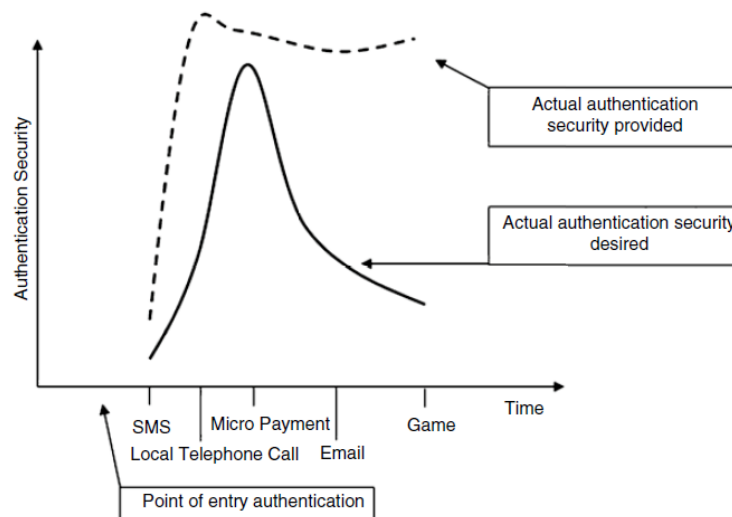 Authentication Security
Actual authentication
security provided
Actual authentication security
desired
Time
SMS
Micro Payment
Game
Local Telephone Call
Email
Point of entry authentication